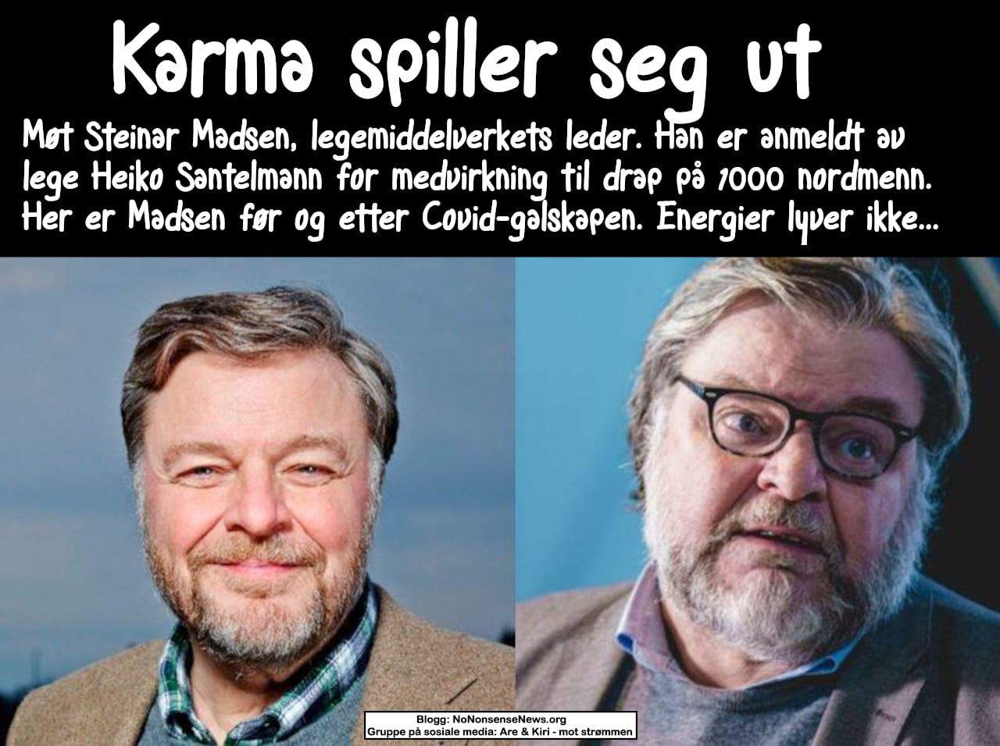 Karma spiller seg ut
Møt Steinar Madsen, legemiddelverkets leder. Han er anmeldt av
lege Heiko Santelmann for medvirkning til drap på 1000 nordmenn.
Her er Madsen før og etter Covid-galskapen. Energier lyver ikke...
Blogg: NoNonsenseNews.org
Gruppe på sosiale media: Are & Kiri - mot strømmen